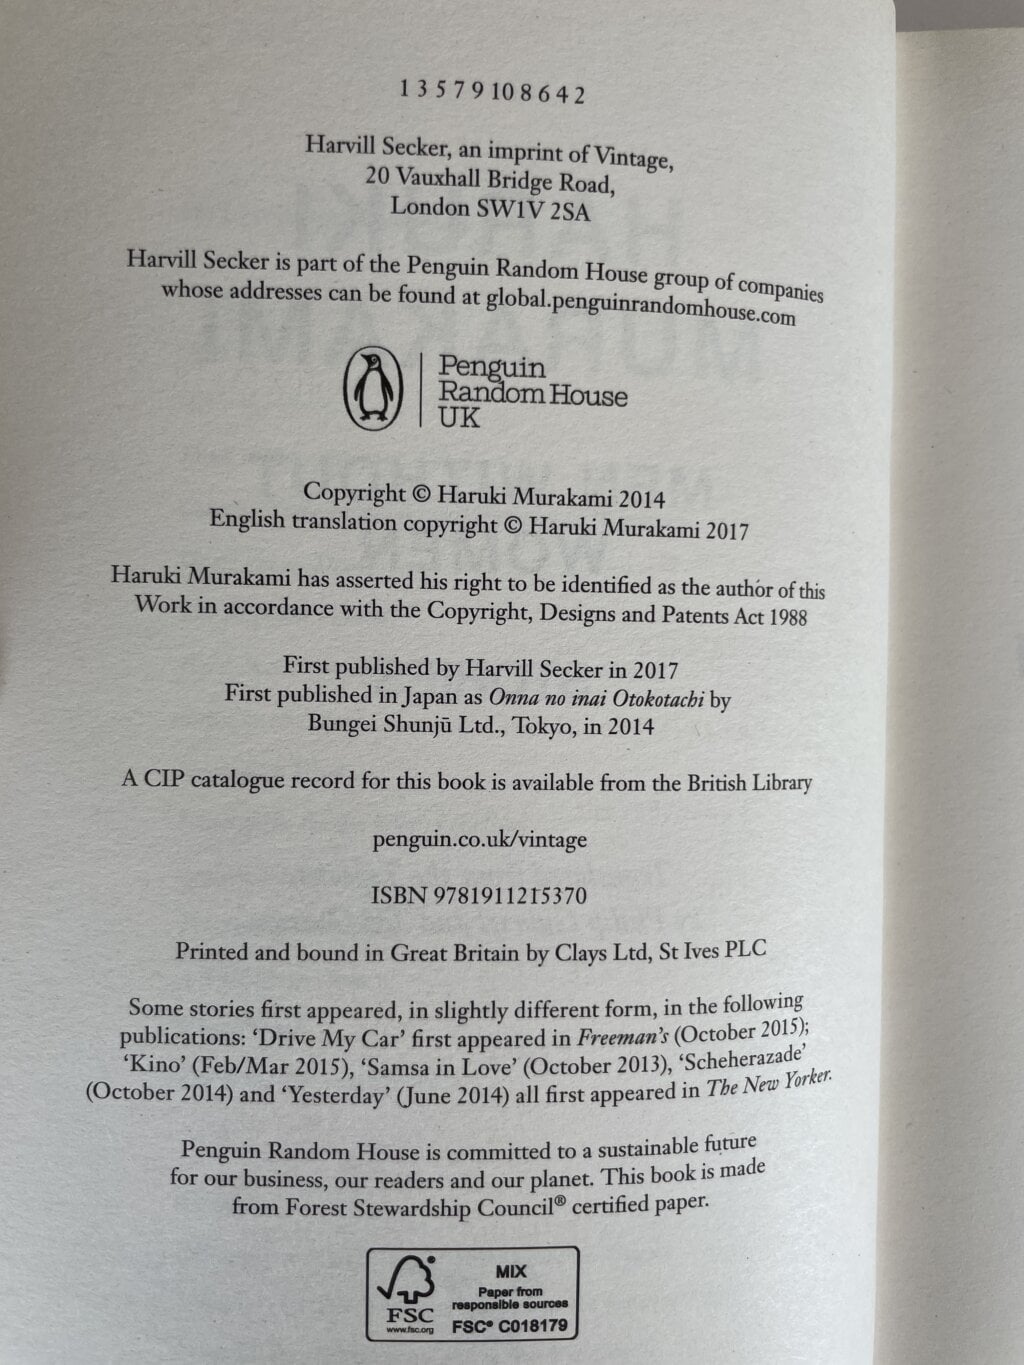 1 3 5 7 9 10 8 6 4 2
Harvill Secker, an imprint of Vintage,
20 Vauxhall Bridge Road,
London SW1V 2SA
Harvill Secker is part of the Penguin Random House group of companies
whose addresses can be found at global.penguinrandomhouse.com
Penguin
Random House
UK
Copyright © Haruki Murakami 2014
English translation copyright © Haruki Murakami 2017
Haruki Murakami has asserted his right to be identified as the author of this
Work in accordance with the Copyright, Designs and Patents Act 1988
First published by Harvill Secker in 2017
First published in Japan as Onna no inai Otokotachi by
Bungei Shunjū Ltd., Tokyo, in 2014
A CIP catalogue record for this book is available from the British Library
penguin.co.uk/vintage
ISBN 9781911215370
Printed and bound in Great Britain by Clays Ltd, St Ives PLC
Some stories first appeared, in slightly different form, in the following
publications: ‘Drive My Car’ first appeared in Freeman’s (October 2015);
‘Kino’ (Feb/Mar 2015), ‘Samsa in Love’ (October 2013), ‘Scheherazade’
(October 2014) and ‘Yesterday’ (June 2014) all first appeared in The New Yorker.
Penguin Random House is committed to a sustainable future
for our business, our readers and our planet. This book is made
from Forest Stewardship Council® certified paper.
FSC
www.fsc.org
MIX
Paper from
responsible sources
FSC® C018179